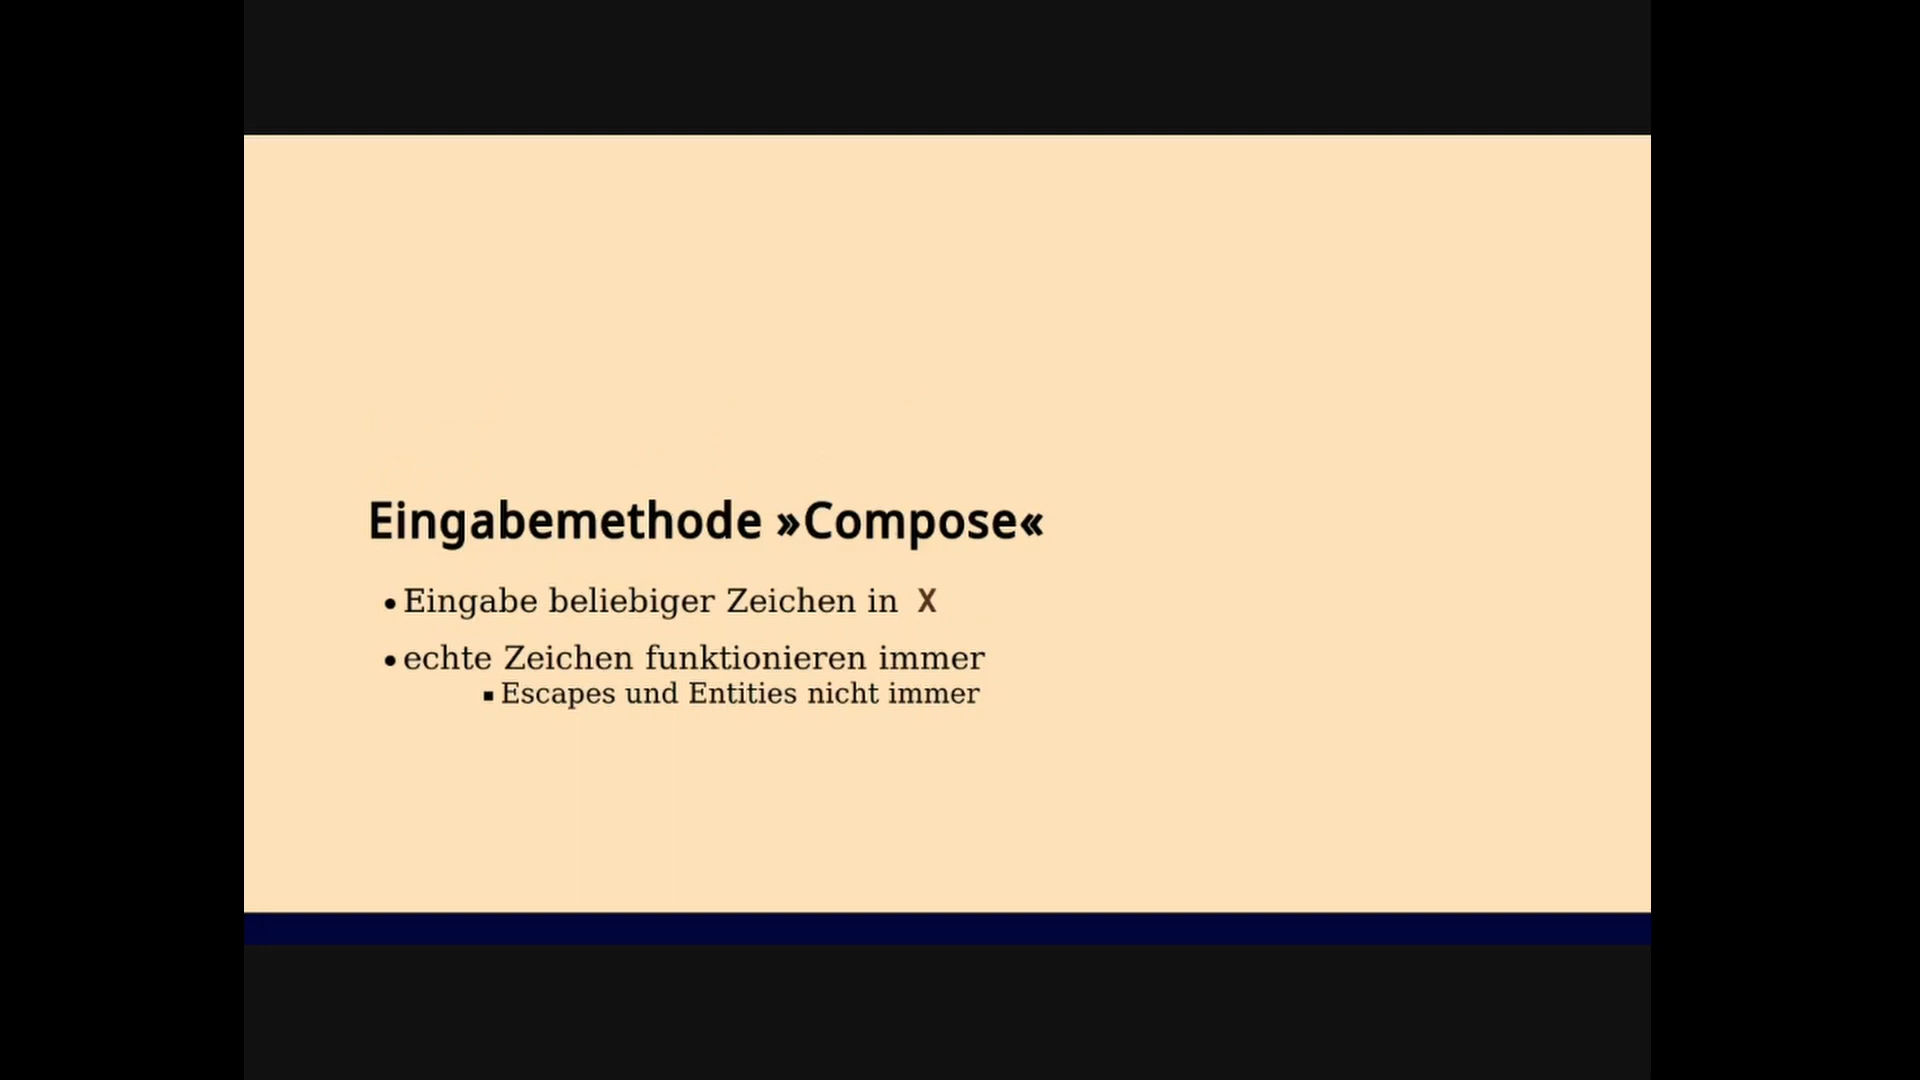 Eingabemethode »Compose«
• Eingabe beliebiger Zeichen in X
• echte Zeichen funktionieren immer
▪ Escapes und Entities nicht immer